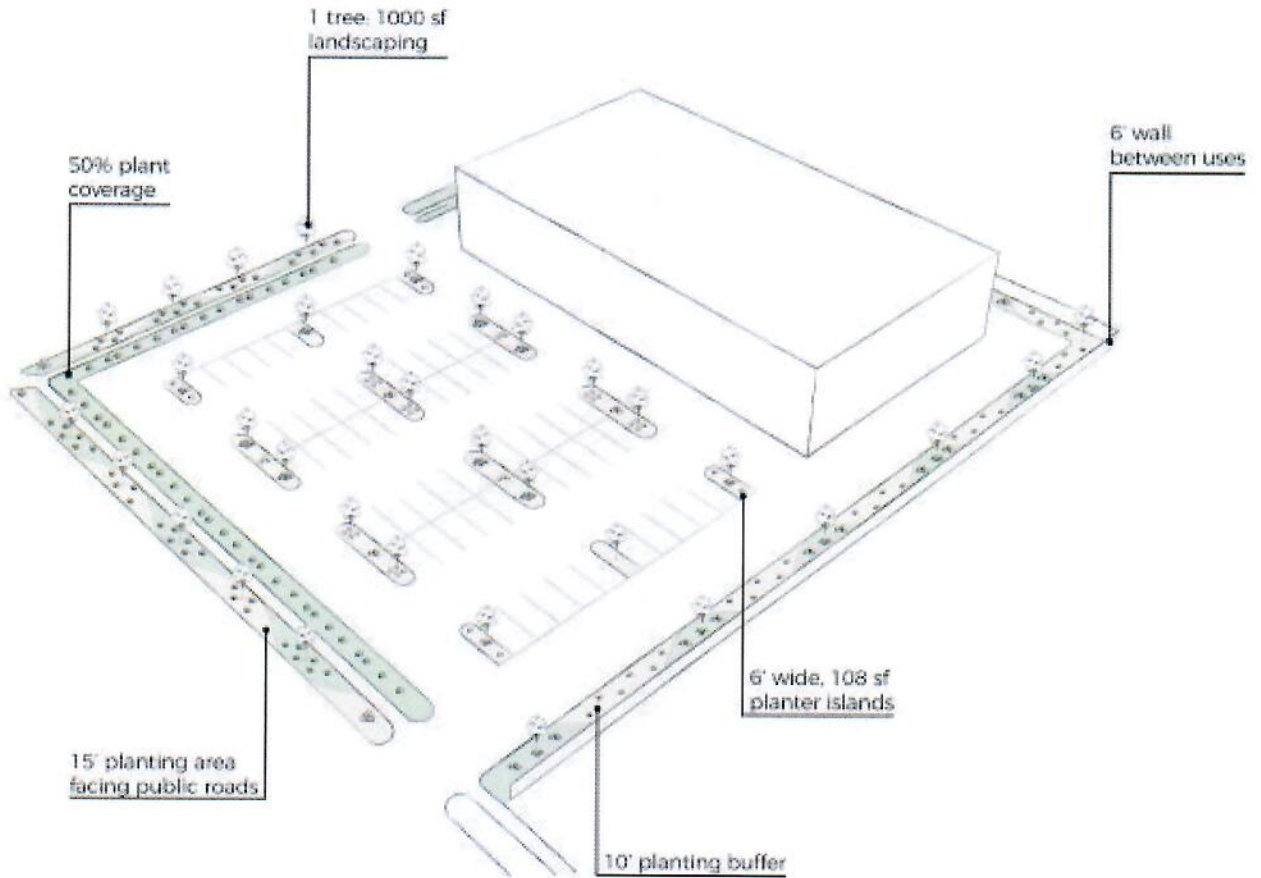 1 tree: 1000 sf
landscaping
6' wall
between uses
50% plant
coverage
6' wide, 108 sf
planter islands
15' planting area
facing public roads
10' planting buffer